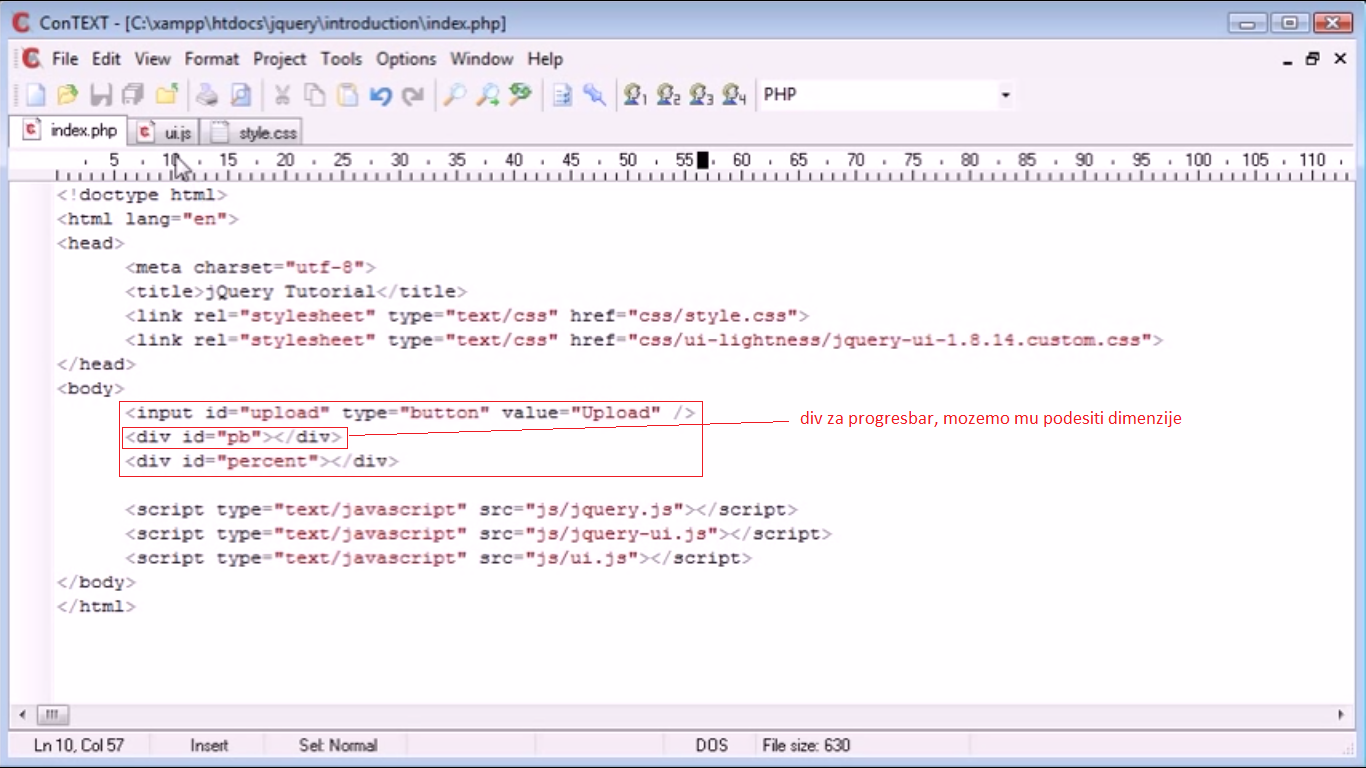 ConTEXT - [C:\xampp\htdocs\jquery\introduction\index.php]
File Edit View Format Project Tools Options Window Help
1 2 3 4 PHP
index.php ui.js style.css
5 10 15 20 25 30 35 40 45 50 55 60 65 70 75 80 85 90 95 100 105 110
<!doctype html>
<html lang="en">
<head>
<meta charset="utf-8">
<title>jQuery Tutorial</title>
<link rel="stylesheet" type="text/css" href="css/style.css">
<link rel="stylesheet" type="text/css" href="css/ui-lightness/jquery-ui-1.8.14.custom.css">
</head>
<body>
<input id="upload" type="button" value="Upload" />
div za progresbar, mozemo mu podesiti dimenzije
<div id="pb"></div>
<div id="percent"></div>
<script type="text/javascript" src="js/jquery.js"></script>
<script type="text/javascript" src="js/jquery-ui.js"></script>
<script type="text/javascript" src="js/ui.js"></script>
</body>
</html>
Ln 10, Col 57 Insert Sel: Normal DOS File size: 630